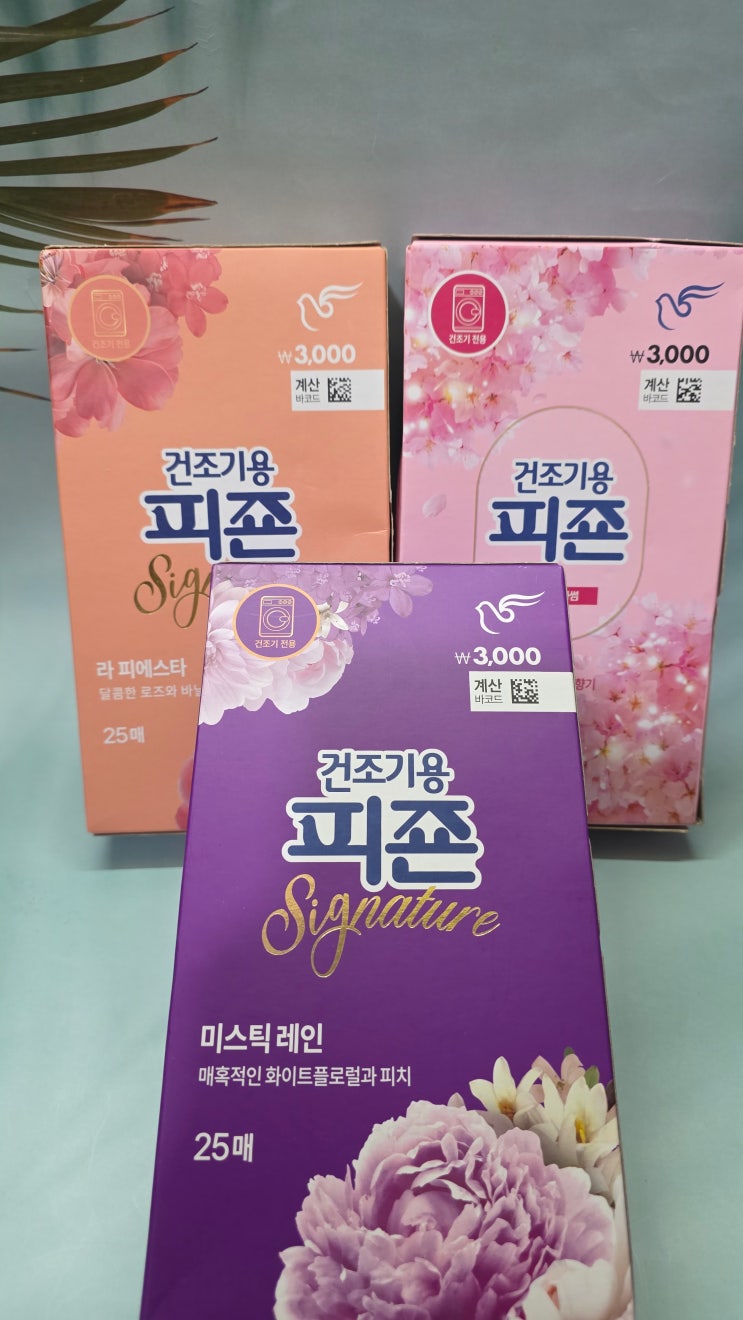 건조기 전용
₩3,000
계산
바코드
건조기용
피죤
라 피에스타
달콤한 로즈와
25매
건조기 전용
₩3,000
계산
바코드
건조기용
피죤
향기
건조기 전용
₩3,000
계산
바코드
건조기용
피죤
Signature
미스틱 레인
매혹적인 화이트플로럴과 피치
25매